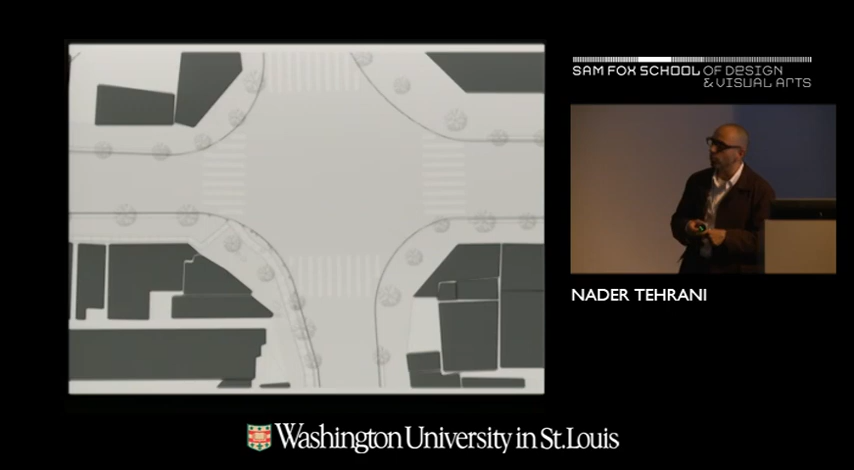 SAM FOX SCHOOL OF DESIGN
& VISUAL ARTS
NADER TEHRANI
Washington University in St. Louis